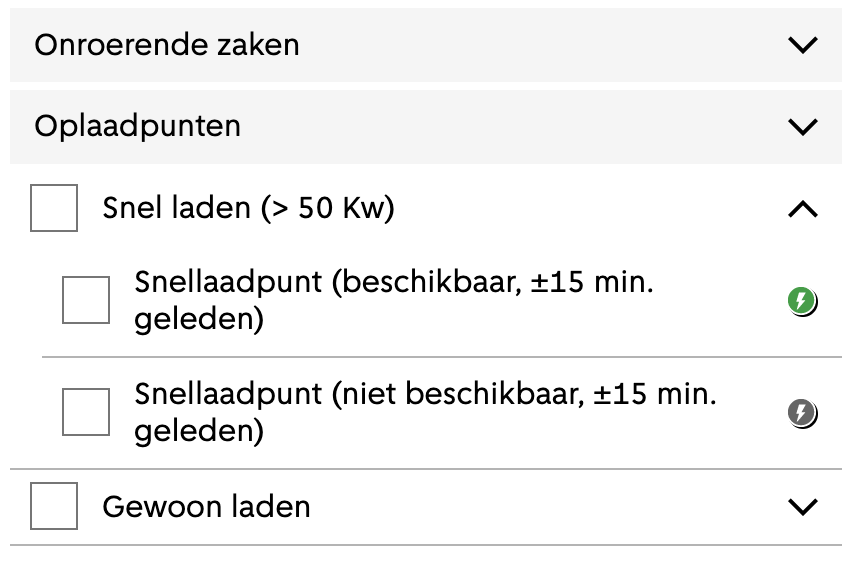 Onroerende zaken
Oplaadpunten
Snel laden (> 50 Kw)
Snellaadpunt (beschikbaar, ±15 min.
geleden)
Snellaadpunt (niet beschikbaar, ±15 min.
geleden)
Gewoon laden